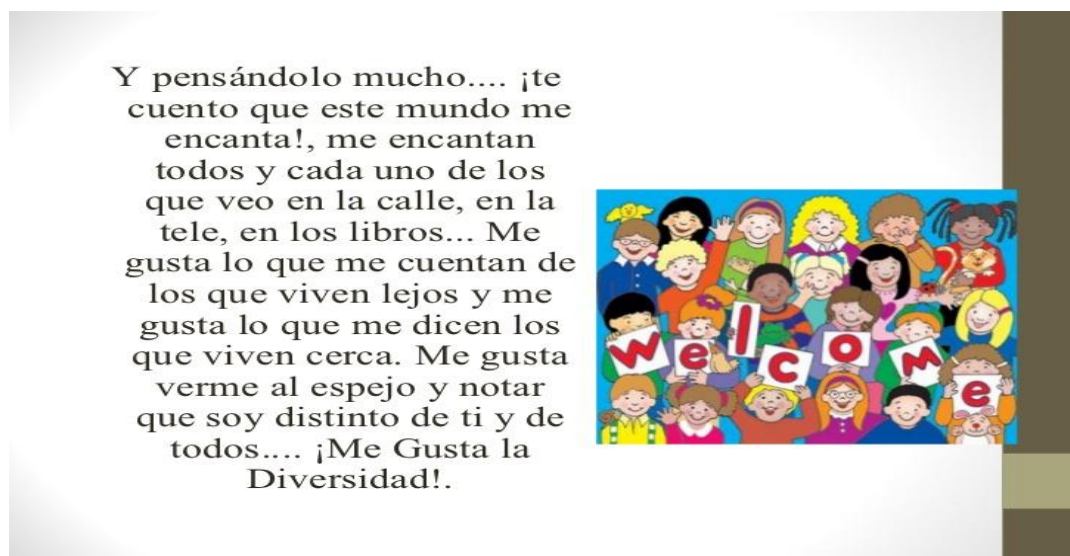 Y pensándolo mucho.... ¡te
cuento que este mundo me
encanta!, me encantan
todos y cada uno de los
que veo en la calle, en la
tele, en los libros... Me
gusta lo que me cuentan de
los que viven lejos y me
gusta lo que me dicen los
que viven cerca. Me gusta
verme al espejo y notar
que soy distinto de ti y de
todos.... ¡Me Gusta la
Diversidad!.
welcome